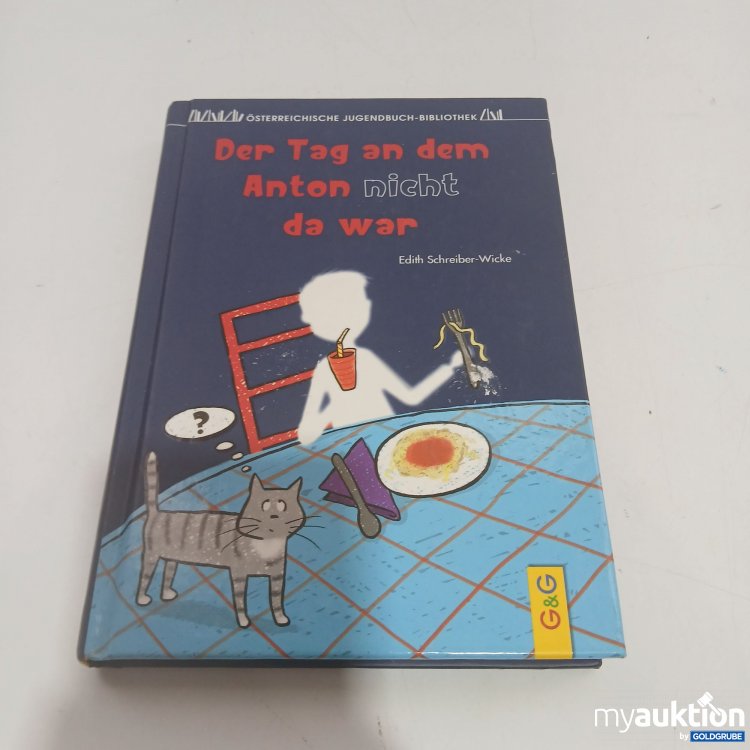 ÖSTERREICHISCHE JUGENDBUCH-BIBLIOTHEK
Der Tag an dem
Anton nicht
da war
Edith Schreiber-Wicke
?
G&G
myauktion
by GOLDGRUBE